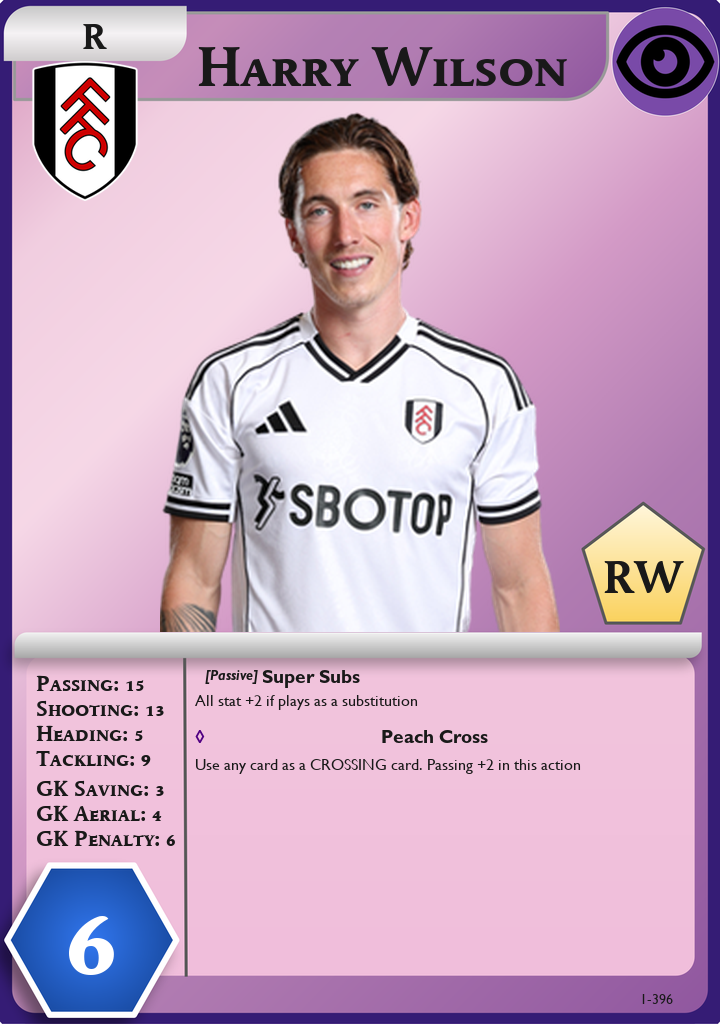 R
Harry Wilson
FFC
SBOTOP
RW
Passing: 15
Shooting: 13
Heading: 5
Tackling: 9
GK Saving: 3
GK Aerial: 4
GK Penalty: 6
6
[Passive] Super Subs
All stat +2 if plays as a substitution
◊ Peach Cross
Use any card as a CROSSING card. Passing +2 in this action
1-396